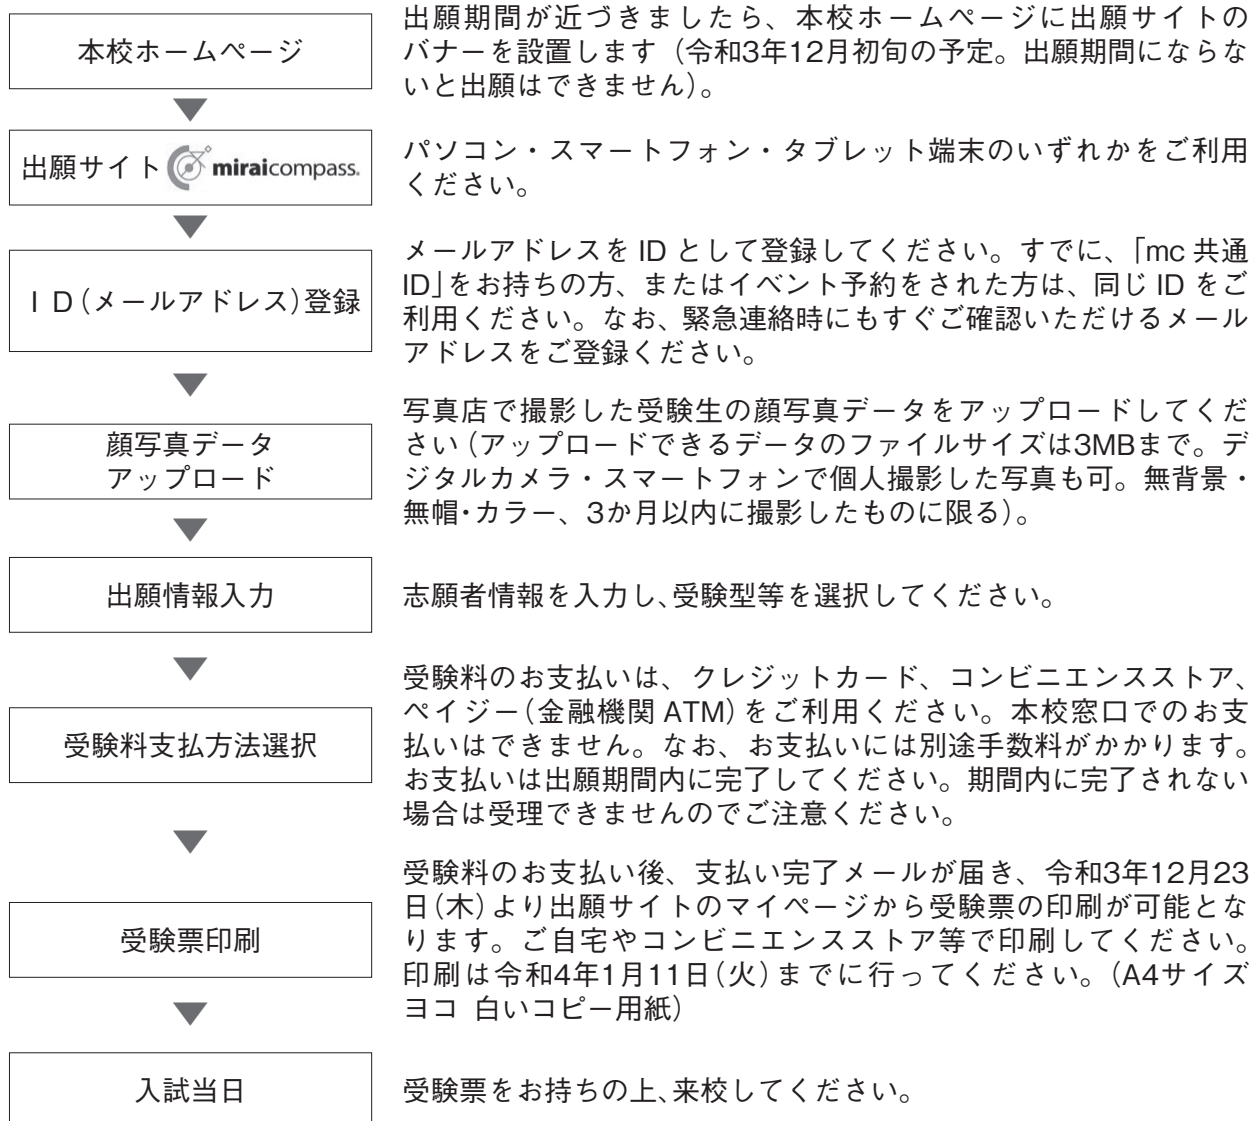 本校ホームページ
出願期間が近づきましたら、本校ホームページに出願サイトの
バナーを設置します（令和3年12月初旬の予定。出願期間にならな
いと出願はできません）。
出願サイト miraicompass.
パソコン・スマートフォン・タブレット端末のいずれかをご利用
ください。
ＩＤ（メールアドレス）登録
メールアドレスを ID として登録してください。すでに、「mc 共通
ID」をお持ちの方、またはイベント予約をされた方は、同じ ID をご
利用ください。なお、緊急連絡時にもすぐご確認いただけるメール
アドレスをご登録ください。
顔写真データ
アップロード
写真店で撮影した受験生の顔写真データをアップロードしてくだ
さい（アップロードできるデータのファイルサイズは3MBまで。デ
ジタルカメラ・スマートフォンで個人撮影した写真も可。無背景・
無帽・カラー、3か月以内に撮影したものに限る）。
出願情報入力
志願者情報を入力し、受験型等を選択してください。
受験料支払方法選択
受験料のお支払いは、クレジットカード、コンビニエンスストア、
ペイジー（金融機関 ATM）をご利用ください。本校窓口でのお支
払いはできません。なお、お支払いには別途手数料がかかります。
お支払いは出願期間内に完了してください。期間内に完了されない
場合は受理できませんのでご注意ください。
受験票印刷
受験料のお支払い後、支払い完了メールが届き、令和3年12月23
日（木）より出願サイトのマイページから受験票の印刷が可能とな
ります。ご自宅やコンビニエンスストア等で印刷してください。
印刷は令和4年1月11日（火）までに行ってください。（A4サイズ
ヨコ 白いコピー用紙）
入試当日
受験票をお持ちの上、来校してください。